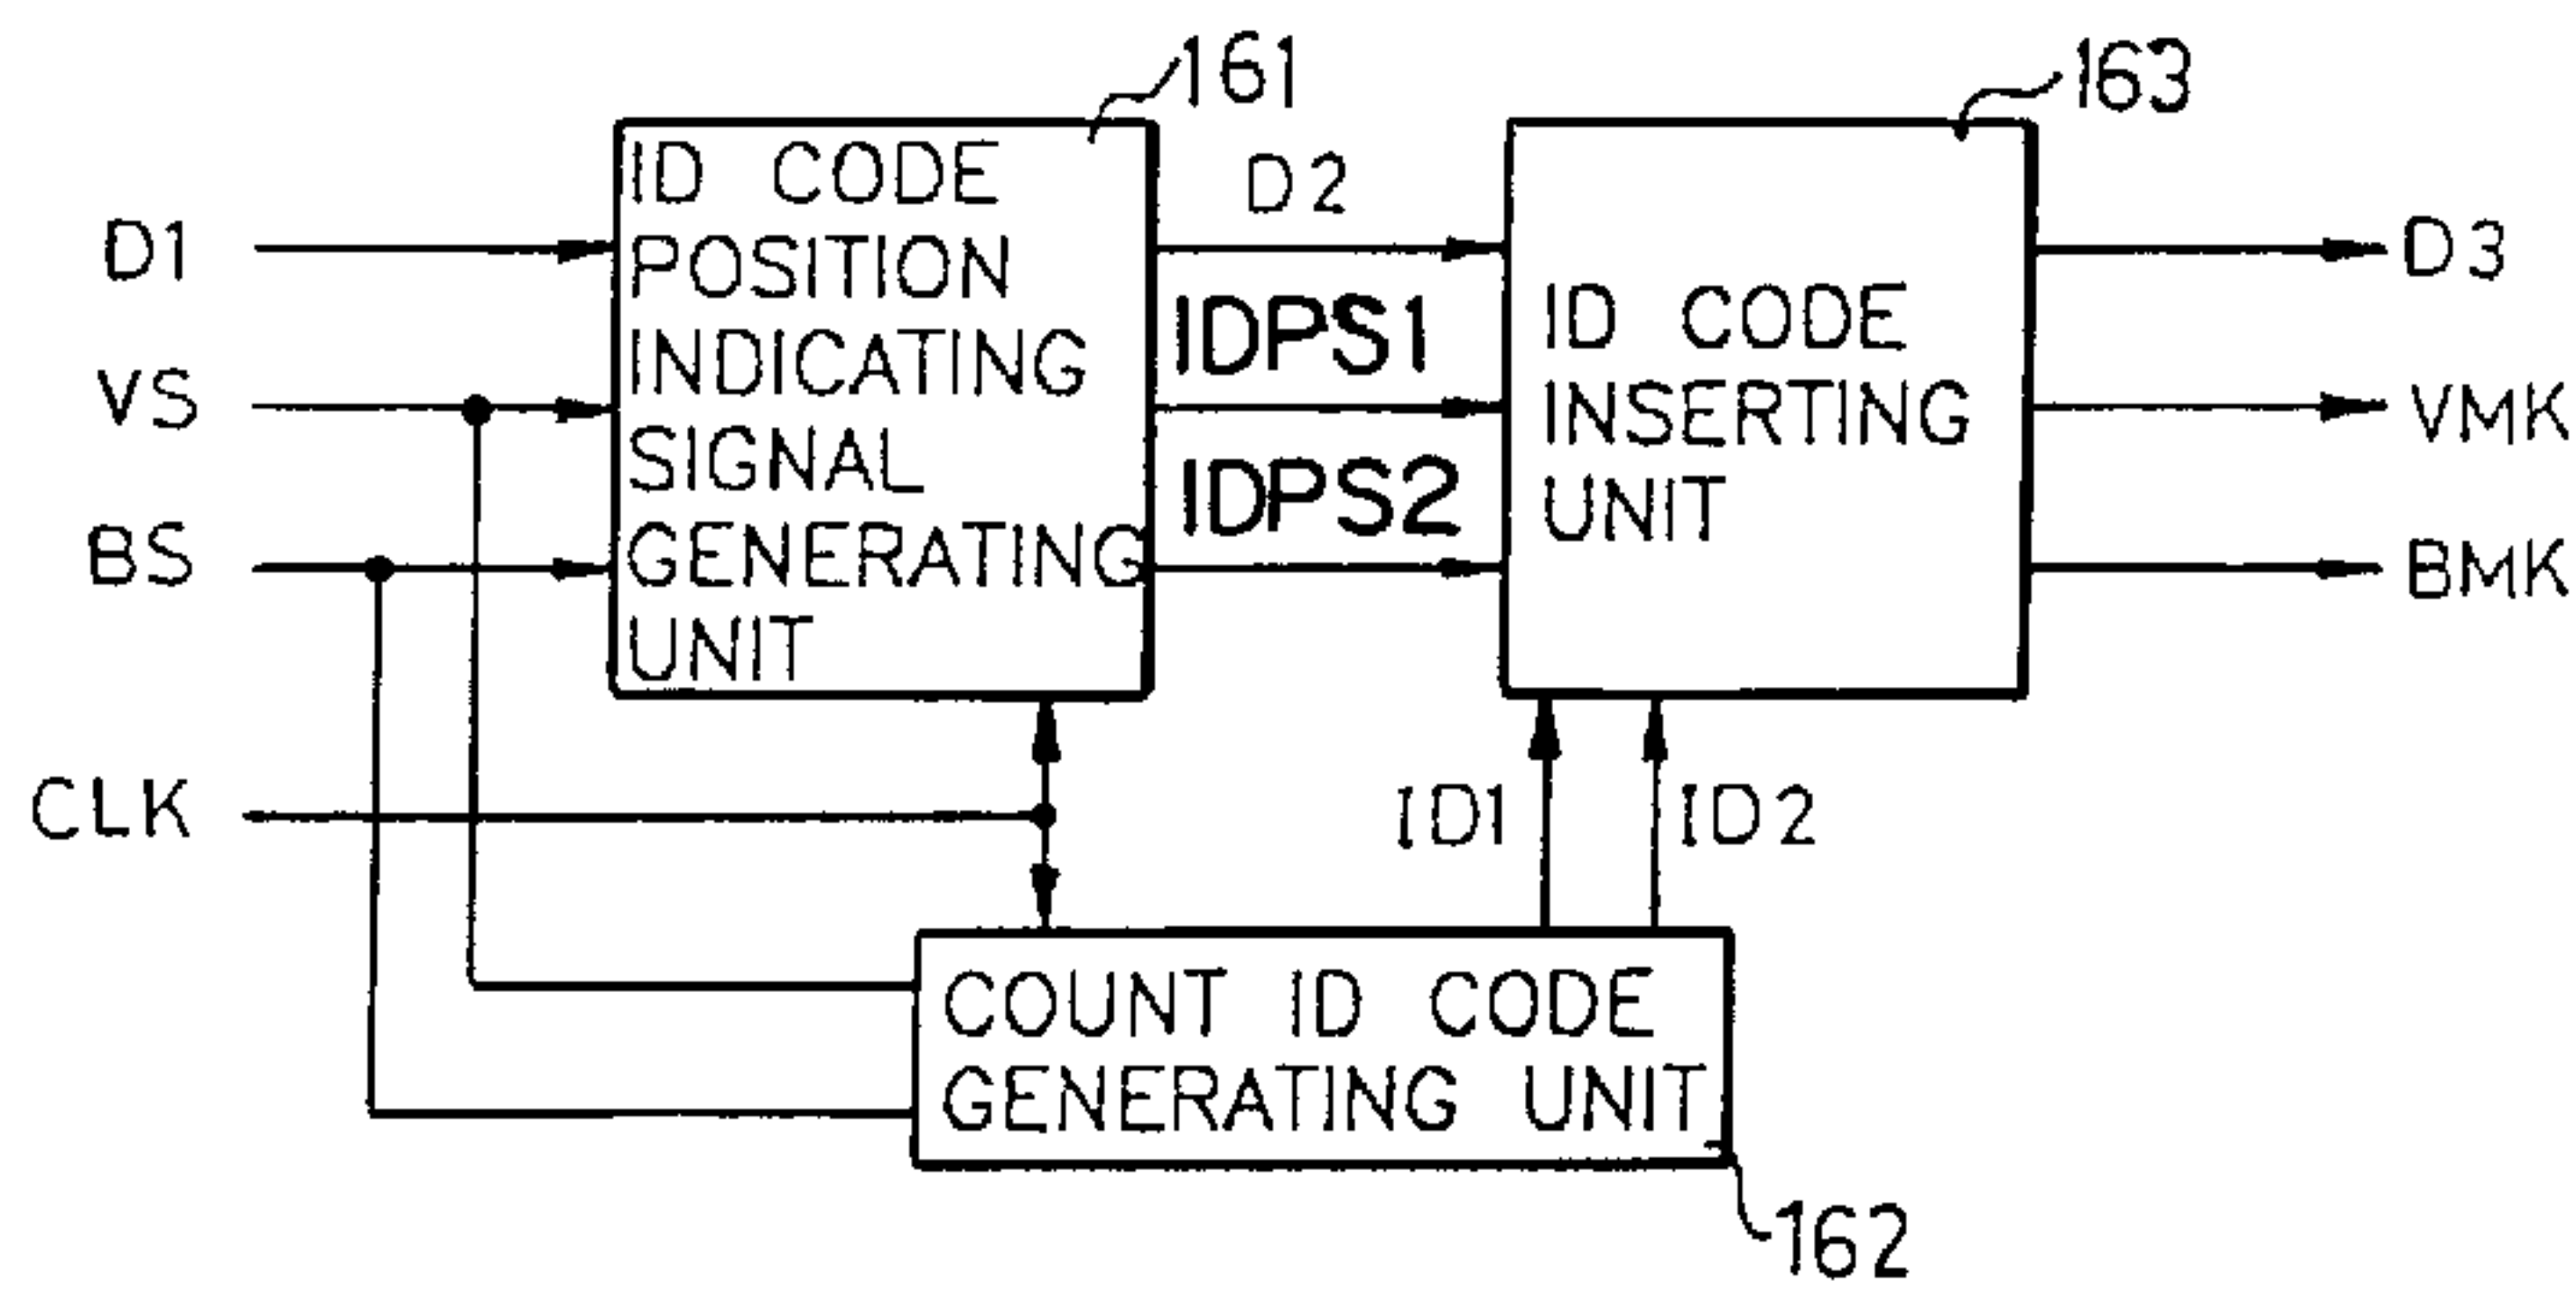 161
163
ID CODE
POSITION
INDICATING
SIGNAL
GENERATING
UNIT
D1
VS
BS
CLK
D2
IDPS1
IDPS2
ID CODE
INSERTING
UNIT
D3
VMK
BMK
ID1
ID2
COUNT ID CODE
GENERATING UNIT
162